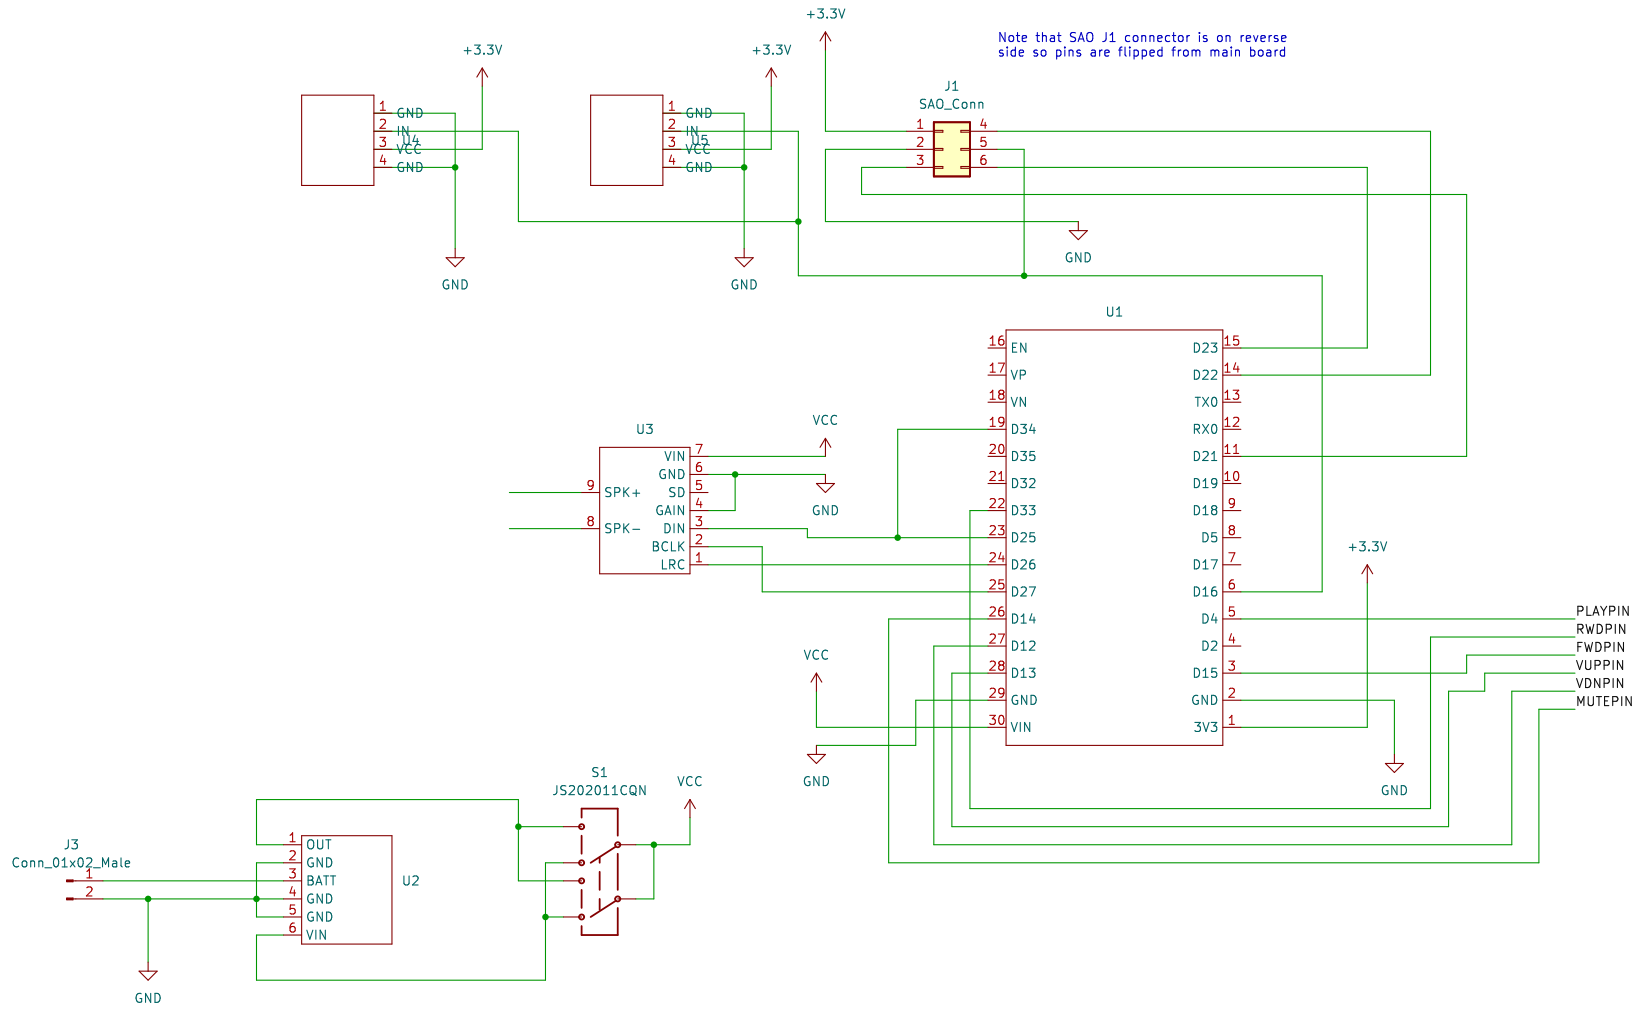 +3.3V
Note that SAO J1 connector is on reverse
side so pins are flipped from main board
+3.3V
+3.3V
J1
SAO_Conn
1 GND
2 IN
U4
3 VCC
4 GND
1 GND
2 IN
U5
3 VCC
4 GND
1 4
2 5
3 6
GND
GND
GND
U1
16 EN
17 VP
18 VN
19 D34
20 D35
21 D32
22 D33
23 D25
24 D26
25 D27
26 D14
27 D12
28 D13
29 GND
30 VIN
D23 15
D22 14
TX0 13
RX0 12
D21 11
D19 10
D18 9
D5 8
D17 7
D16 6
D4 5
D2 4
D15 3
GND 2
3V3 1
VCC
U3
VIN 7
GND 6
SD 5
GAIN 4
DIN 3
BCLK 2
LRC 1
9 SPK+
8 SPK-
GND
+3.3V
PLAYPIN
RWDPIN
FWDPIN
VUPPIN
VDNPIN
MUTEPIN
VCC
GND
GND
S1
JS202011CQN
VCC
J3
Conn_01x02_Male
1
2
1 OUT
2 GND
3 BATT
4 GND
5 GND
6 VIN
U2
GND